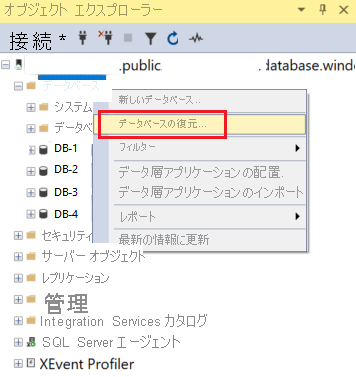 オブジェクト エクスプローラー
接続 *
.public. .database.windo
データベース
新しいデータベース...
システム
データベースの復元...
データベ
フィルター
DB-1
データ層アプリケーションの配置.
DB-2
データ層アプリケーションのインポート
DB-3
レポート
DB-4
最新の情報に更新
セキュリティ
サーバー オブジェクト
レプリケーション
管理
Integration Services カタログ
SQL Server エージェント
XEvent Profiler